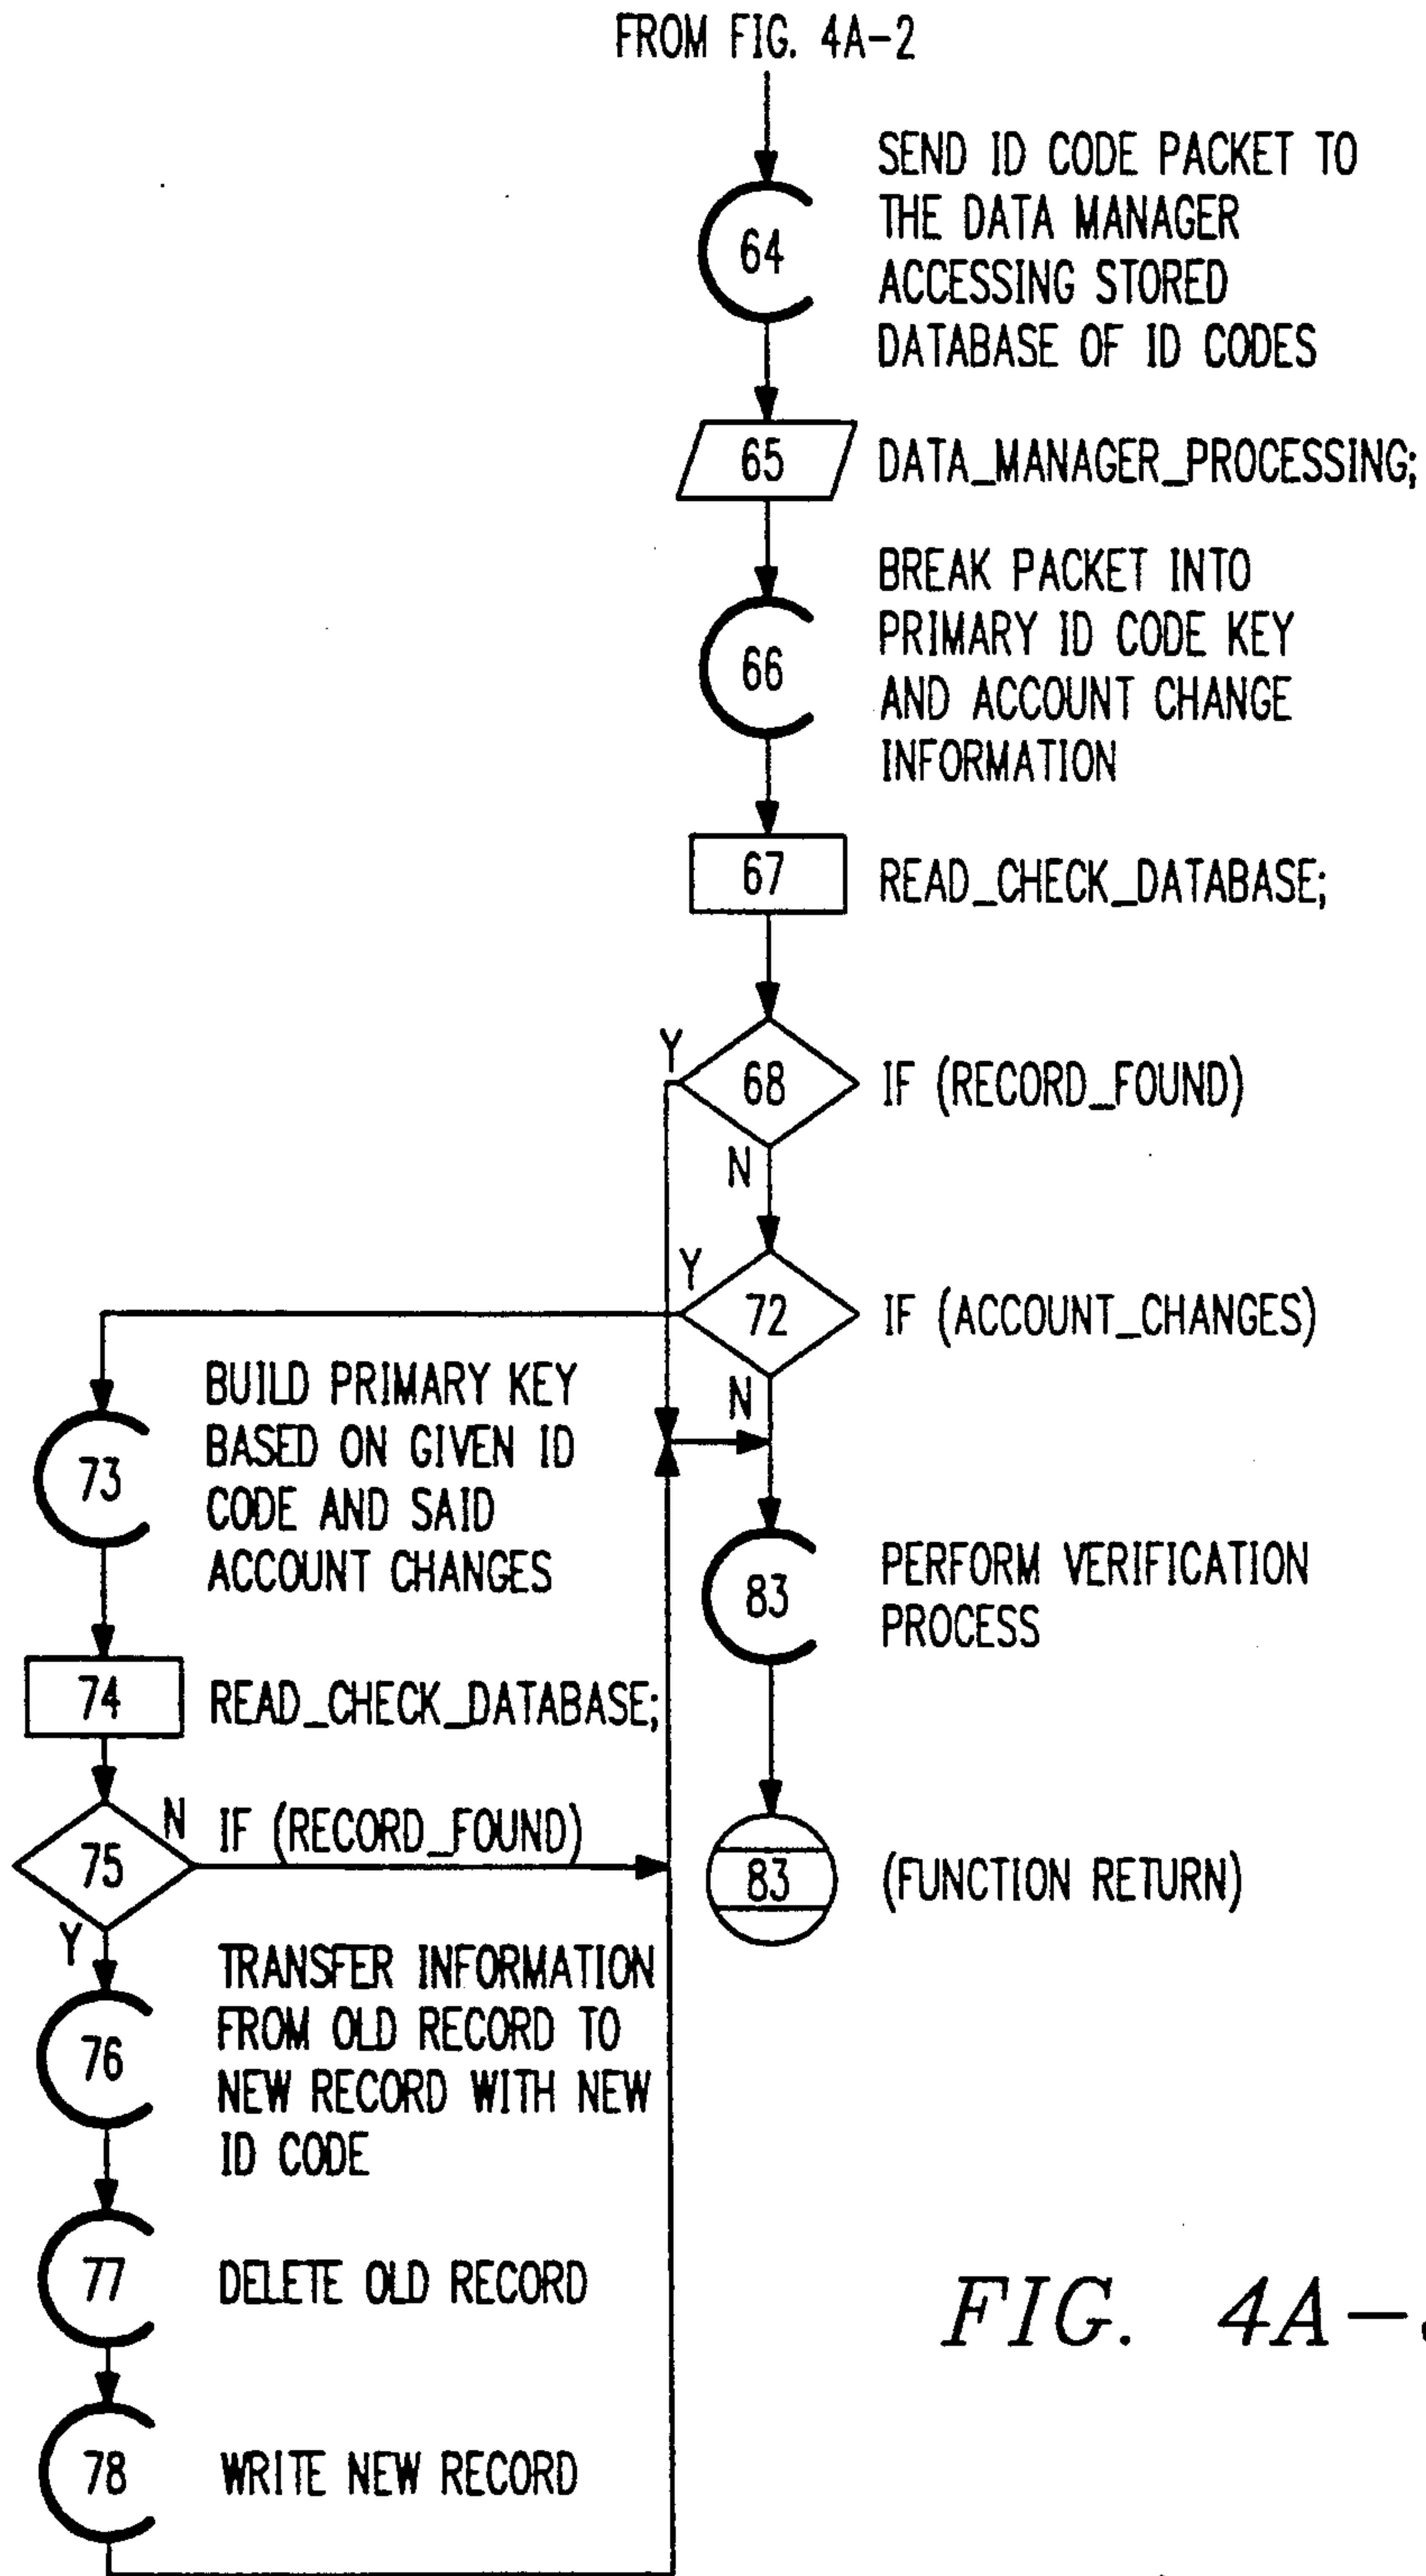 FROM FIG. 4A-2
64
SEND ID CODE PACKET TO
THE DATA MANAGER
ACCESSING STORED
DATABASE OF ID CODES
65
DATA_MANAGER_PROCESSING;
66
BREAK PACKET INTO
PRIMARY ID CODE KEY
AND ACCOUNT CHANGE
INFORMATION
67
READ_CHECK_DATABASE;
Y
68
IF (RECORD_FOUND)
N
Y
72
IF (ACCOUNT_CHANGES)
N
73
BUILD PRIMARY KEY
BASED ON GIVEN ID
CODE AND SAID
ACCOUNT CHANGES
83
PERFORM VERIFICATION
PROCESS
74
READ_CHECK_DATABASE;
75
N
IF (RECORD_FOUND)
Y
83
(FUNCTION RETURN)
76
TRANSFER INFORMATION
FROM OLD RECORD TO
NEW RECORD WITH NEW
ID CODE
77
DELETE OLD RECORD
78
WRITE NEW RECORD
FIG. 4A-